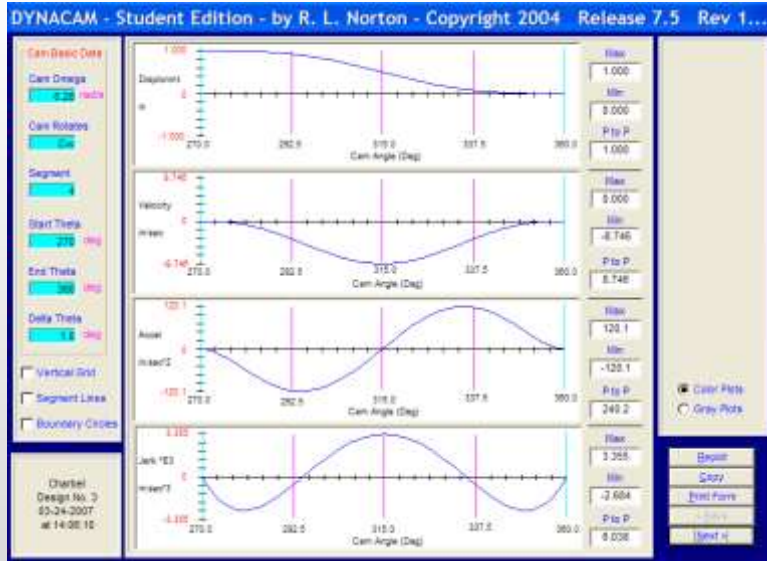 DYNACAM - Student Edition - by R. L. Norton - Copyright 2004 Release 7.5 Rev 1...
Cam Basic Data
Cam Omega
rad/s
Cam Rotates
Segment
4
Start Theta
270 deg
End Theta
360 deg
Delta Theta
1.0 deg
Vertical Grid
Segment Lines
Boundary Circles
Charbel
Design No. 3
03-24-2007
at 14:06:10
1.000
0
-1.000
270.0 292.5 315.0 337.5 360.0
Cam Angle (Deg)
Max
1.000
Min
0.000
P to P
1.000
Velocity
0
270.0 292.5 315.0 337.5 360.0
Cam Angle (Deg)
Max
0.000
Min
P to P
120.1
Accel
0
-120.1
270.0 292.5 315.0 337.5 360.0
Cam Angle (Deg)
Max
120.1
Min
-120.1
P to P
240.2
Jerk *E3
0
270.0 292.5 315.0 337.5 360.0
Cam Angle (Deg)
Max
3.355
Min
-2.684
P to P
Color Plots
Gray Plots
Report
Copy
Print Form
Next >|